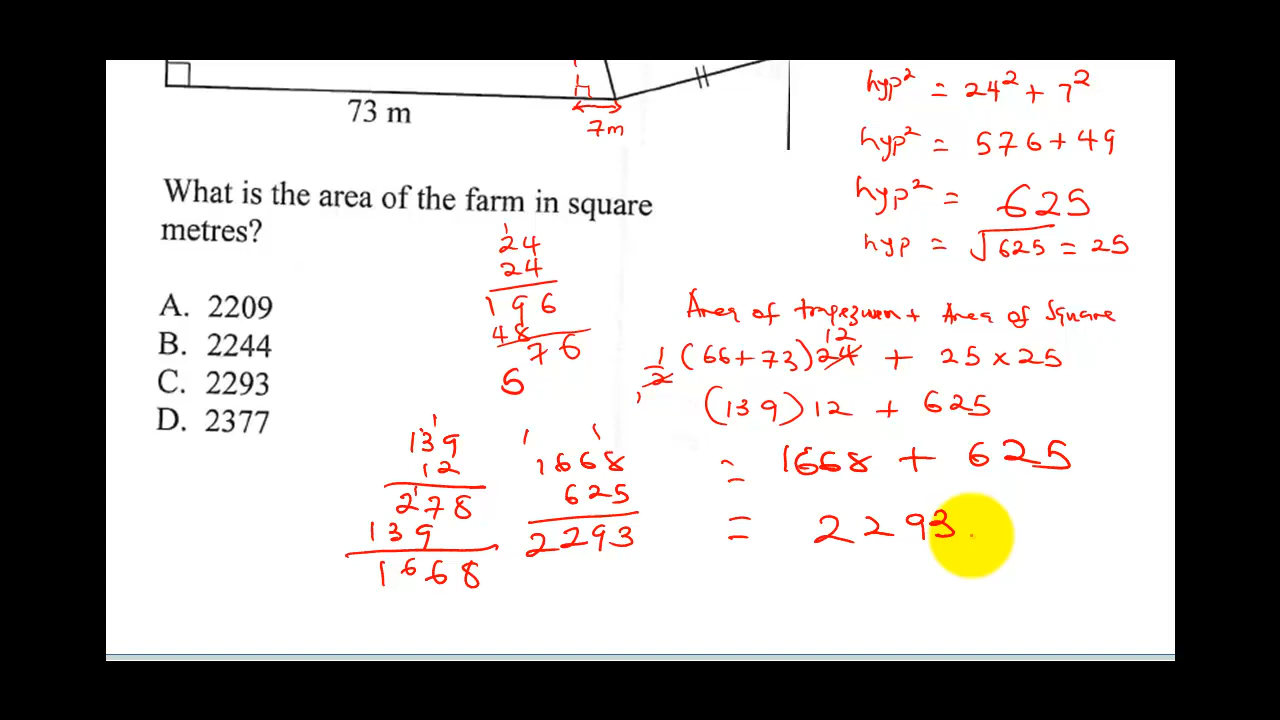 73 m
7m
What is the area of the farm in square
metres?
A. 2209
B. 2244
C. 2293
D. 2377
24
24
196
48
576
hyp² = 24² + 7²
hyp² = 576 + 49
hyp² = 625
hyp = √625 = 25
Area of trapezium + Area of Square
1/2 (66+73) 24 12 + 25 × 25
(139) 12 + 625
= 1668 + 625
= 2293
139
12
278
139
1668
1668
625
2293